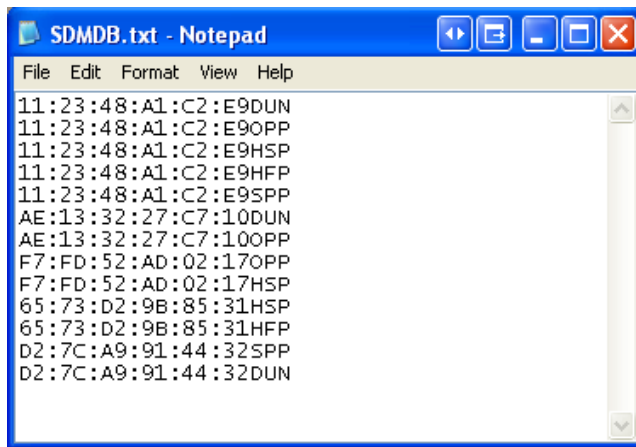 SDMDB.txt - Notepad
File Edit Format View Help
11:23:48:A1:C2:E9DUN
11:23:48:A1:C2:E9OPP
11:23:48:A1:C2:E9HSP
11:23:48:A1:C2:E9HFP
11:23:48:A1:C2:E9SPP
AE:13:32:27:C7:10DUN
AE:13:32:27:C7:10OPP
F7:FD:52:AD:02:17OPP
F7:FD:52:AD:02:17HSP
65:73:D2:9B:85:31HSP
65:73:D2:9B:85:31HFP
D2:7C:A9:91:44:32SPP
D2:7C:A9:91:44:32DUN